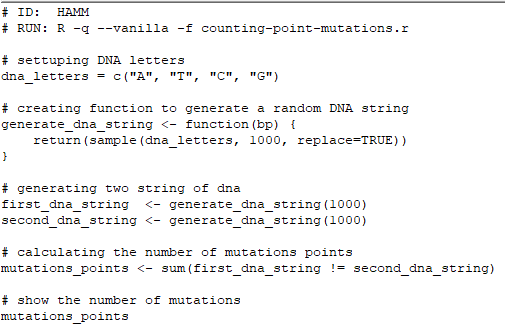 # ID:  HAMM
# RUN: R -q --vanilla -f counting-point-mutations.r
# settuping DNA letters
dna_letters = c("A", "T", "C", "G")
# creating function to generate a random DNA string
generate_dna_string <- function(bp) {
    return(sample(dna_letters, 1000, replace=TRUE))
}
# generating two string of dna
first_dna_string  <- generate_dna_string(1000)
second_dna_string <- generate_dna_string(1000)
# calculating the number of mutations points
mutations_points <- sum(first_dna_string != second_dna_string)
# show the number of mutations
mutations_points